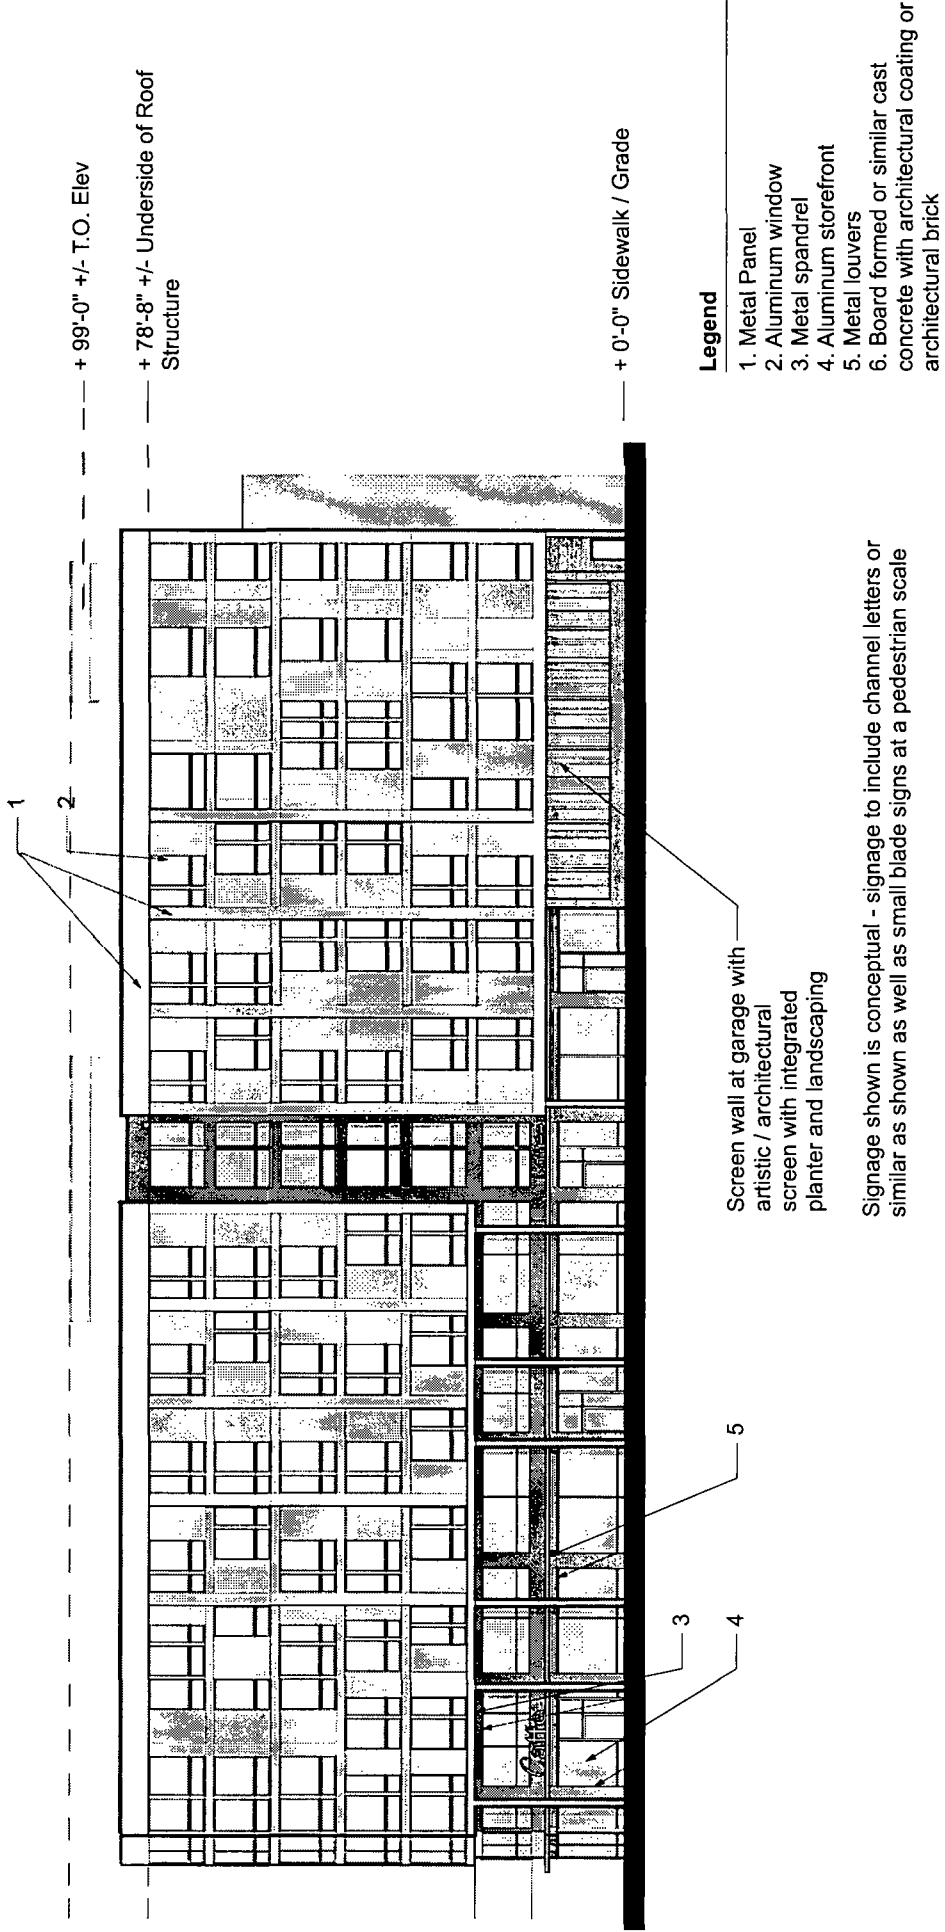 + 99'-0" +/- T.O. Elev
+ 78'-8" +/- Underside of Roof
Structure
+ 0'-0" Sidewalk / Grade
1
2
3
4
5
Caffe
Screen wall at garage with
artistic / architectural
screen with integrated
planter and landscaping
Signage shown is conceptual - signage to include channel letters or
similar as shown as well as small blade signs at a pedestrian scale
Legend
1. Metal Panel
2. Aluminum window
3. Metal spandrel
4. Aluminum storefront
5. Metal louvers
6. Board formed or similar cast
concrete with architectural coating or
architectural brick